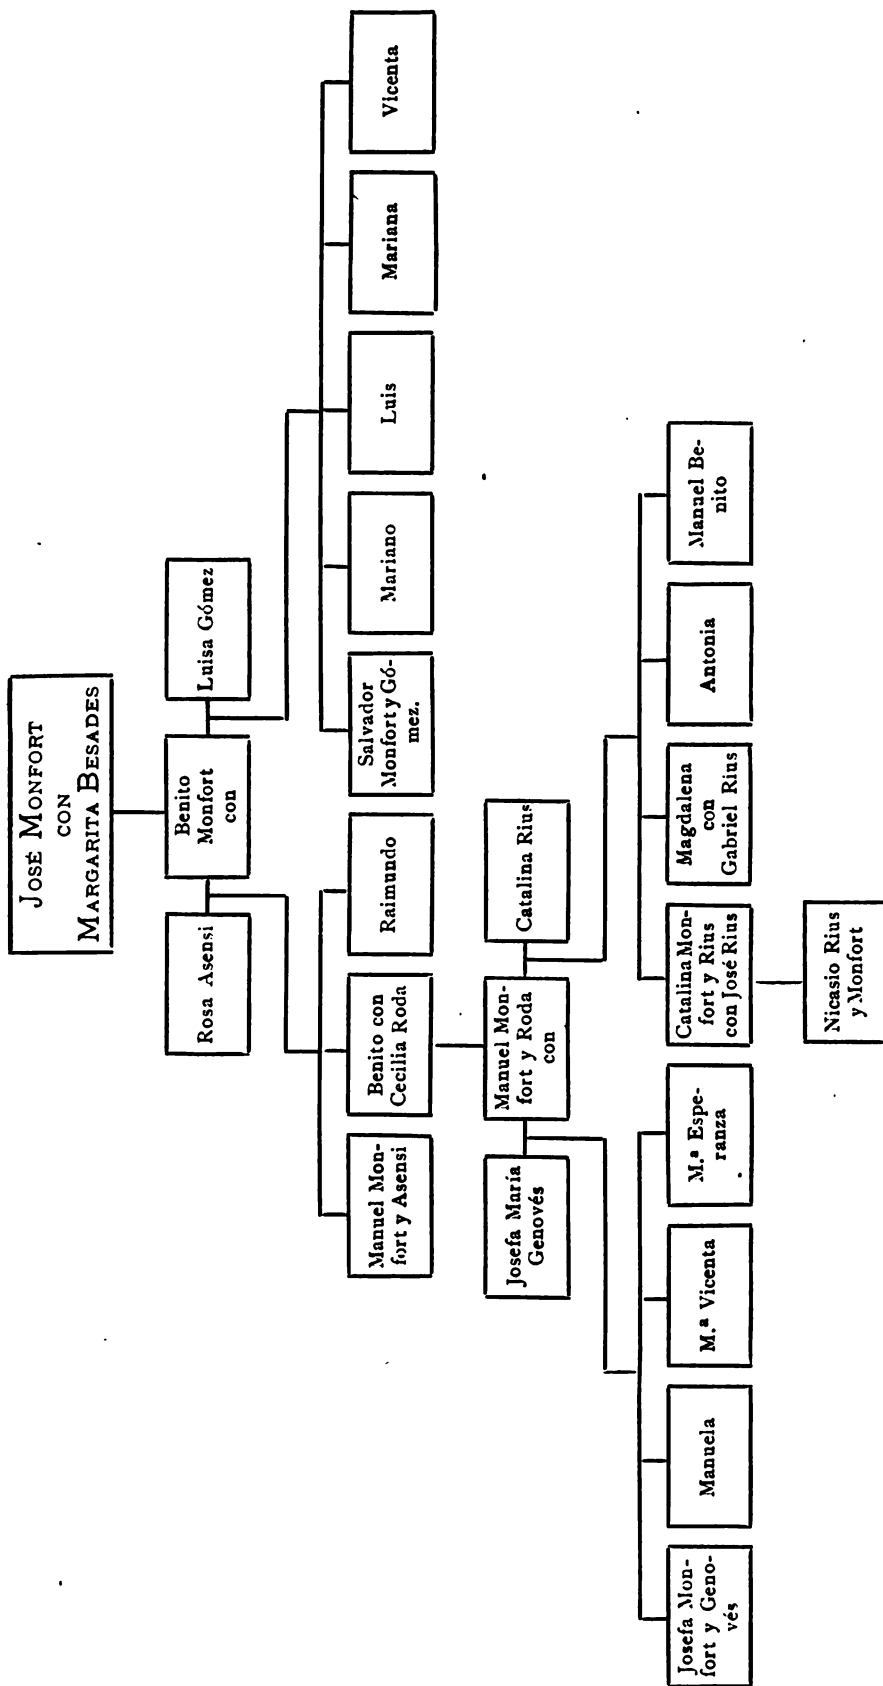 JOSÉ MONFORT
CON
MARGARITA BESADES
Rosa Asensi
Benito
Monfort
con
Luisa Gómez
Manuel Mon-
fort y Asensi
Benito con
Cecilia Roda
Raimundo
Salvador
Monfort y Gó-
mez.
Mariano
Luis
Mariana
Vicenta
Josefa Maria
Genovés
Manuel Mon-
fort y Roda
con
Catalina Rius
Josefa Mon-
fort y Geno-
vés
Manuela
M.ª Vicenta
M.ª Espe-
ranza
Catalina Mon-
fort y Rius
con José Rius
Magdalena
con
Gabriel Rius
Antonia
Manuel Be-
nito
Nicasio Rius
y Monfort